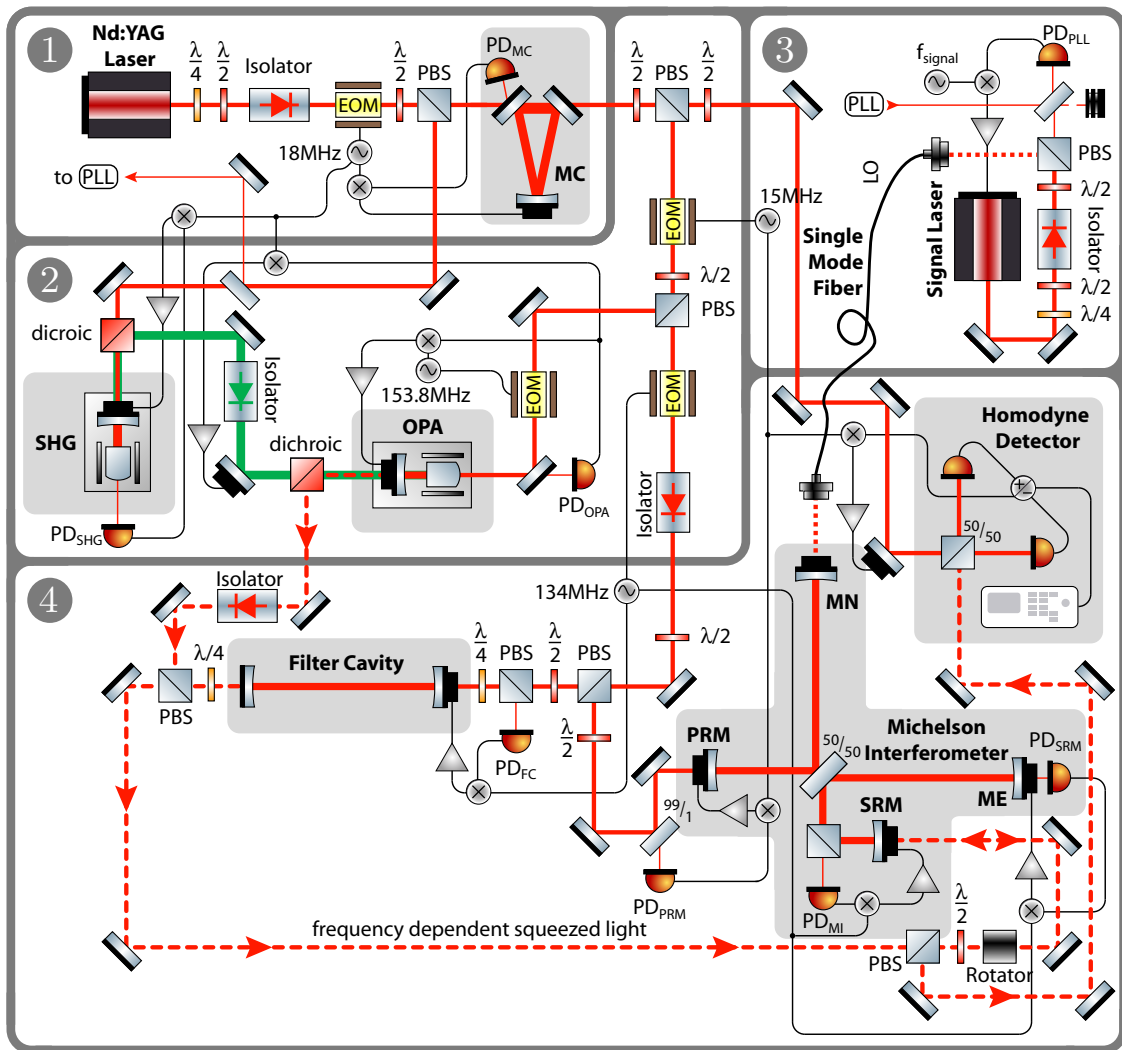 1
Nd:YAG
Laser
λ
4
λ
2
Isolator
EOM
λ
2
PBS
PD_MC
18MHz
MC
to PLL
λ
2
PBS
λ
2
EOM
15MHz
λ/2
PBS
3
f_signal
PD_PLL
PLL
PBS
LO
λ/2
Isolator
λ/2
λ/4
Signal Laser
Single
Mode
Fiber
2
dicroic
Isolator
SHG
PD_SHG
dichroic
153.8MHz
OPA
EOM
PD_OPA
EOM
Isolator
134MHz
λ/2
Homodyne
Detector
+−
50/50
MN
4
Isolator
PBS
λ/4
Filter Cavity
λ
4
PBS
λ
2
PBS
PD_FC
λ
2
99/1
PD_PRM
PRM
50/50
Michelson
Interferometer
PD_SRM
ME
SRM
PD_MI
frequency dependent squeezed light
PBS
λ
2
Rotator